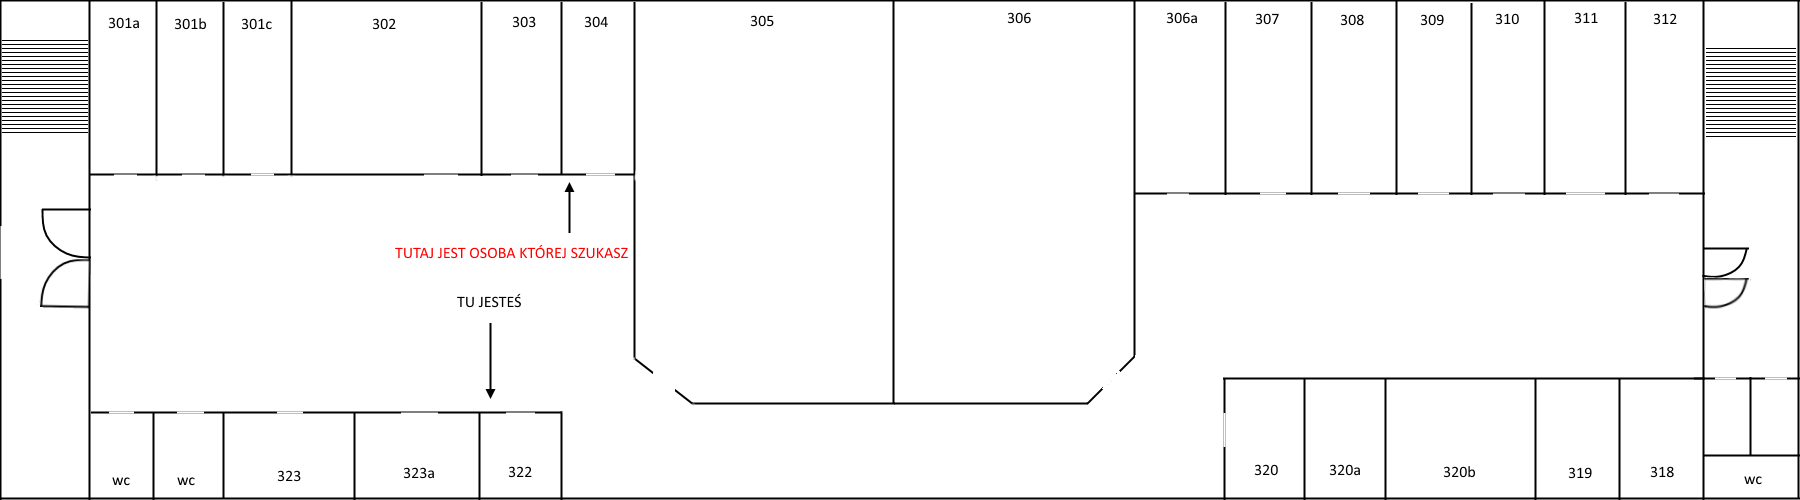 301a 301b 301c 302 303 304 305 306 306a 307 308 309 310 311 312
TUTAJ JEST OSOBA KTÓREJ SZUKASZ
TU JESTEŚ
wc wc 323 323a 322 320 320a 320b 319 318 wc